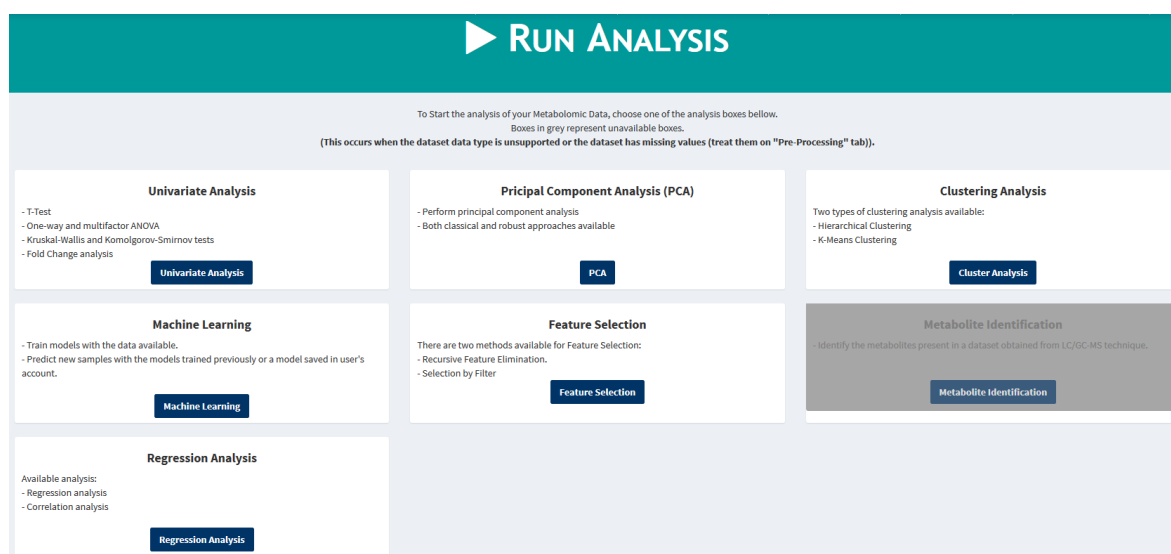 RUN ANALYSIS
To Start the analysis of your Metabolomic Data, choose one of the analysis boxes bellow.
Boxes in grey represent unavailable boxes.
(This occurs when the dataset data type is unsupported or the dataset has missing values (treat them on "Pre-Processing" tab)).
Univariate Analysis
- T-Test
- One-way and multifactor ANOVA
- Kruskal-Wallis and Komolgorov-Smirnov tests
- Fold Change analysis
Univariate Analysis
Pricipal Component Analysis (PCA)
- Perform principal component analysis
- Both classical and robust approaches available
PCA
Clustering Analysis
Two types of clustering analysis available:
- Hierarchical Clustering
- K-Means Clustering
Cluster Analysis
Machine Learning
- Train models with the data available.
- Predict new samples with the models trained previously or a model saved in user's
account.
Machine Learning
Feature Selection
There are two methods available for Feature Selection:
- Recursive Feature Elimination.
- Selection by Filter
Feature Selection
Metabolite Identification
- Identify the metabolites present in a dataset obtained from LC/GC-MS technique.
Metabolite Identification
Regression Analysis
Available analysis:
- Regression analysis
- Correlation analysis
Regression Analysis